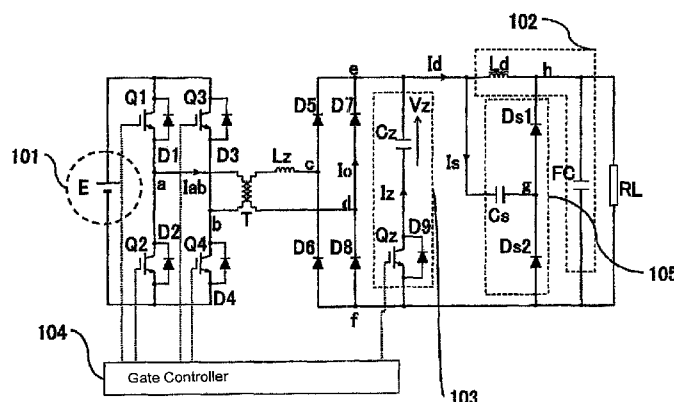 102
e
Id
Ld
h
Q1
Q3
D5
D7
Vz
Ds1
101
D1
D3
Lz
c
Cz
Is
E
a
Iab
Io
g
FC
RL
Iz
Cs
b
T
d
D2
Q2
Q4
D6
D8
Qz
D9
Ds2
105
D4
f
104
Gate Controller
103